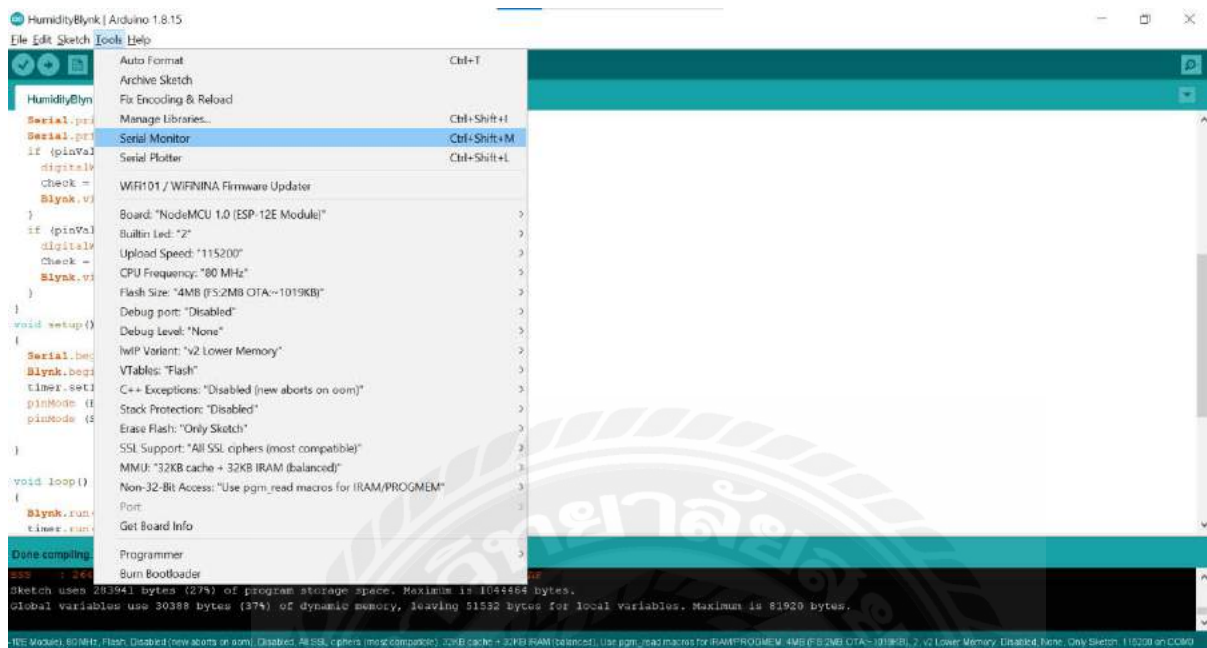 HumidityBlynk | Arduino 1.8.15
File Edit Sketch Tools Help
HumidityBlyn
Auto Format Ctrl+T
Archive Sketch
Fix Encoding & Reload
Manage Libraries... Ctrl+Shift+I
Serial Monitor Ctrl+Shift+M
Serial Plotter Ctrl+Shift+L
WiFi101 / WiFiNINA Firmware Updater
Board: "NodeMCU 1.0 (ESP-12E Module)"
Builtin Led: "2"
Upload Speed: "115200"
CPU Frequency: "80 MHz"
Flash Size: "4MB (FS:2MB OTA:~1019KB)"
Debug port: "Disabled"
Debug Level: "None"
lwIP Variant: "v2 Lower Memory"
VTables: "Flash"
C++ Exceptions: "Disabled (new aborts on oom)"
Stack Protection: "Disabled"
Erase Flash: "Only Sketch"
SSL Support: "All SSL ciphers (most compatible)"
MMU: "32KB cache + 32KB IRAM (balanced)"
Non-32-Bit Access: "Use pgm_read macros for IRAM/PROGMEM"
Port
Get Board Info
Programmer
Burn Bootloader
Serial.pri
Serial.pri
if (pinVal
digitalW
Check =
Blynk.vi
}
if (pinVal
digitalW
Check =
Blynk.vi
}
}
void setup()
{
Serial.beg
Blynk.begi
timer.seti
pinMode (
pinMode (
}
void loop()
{
Blynk.run
timer.run
Done compiling.
Sketch uses 283941 bytes (27%) of program storage space. Maximum is 1044464 bytes.
Global variables use 30388 bytes (37%) of dynamic memory, leaving 51532 bytes for local variables. Maximum is 81920 bytes.